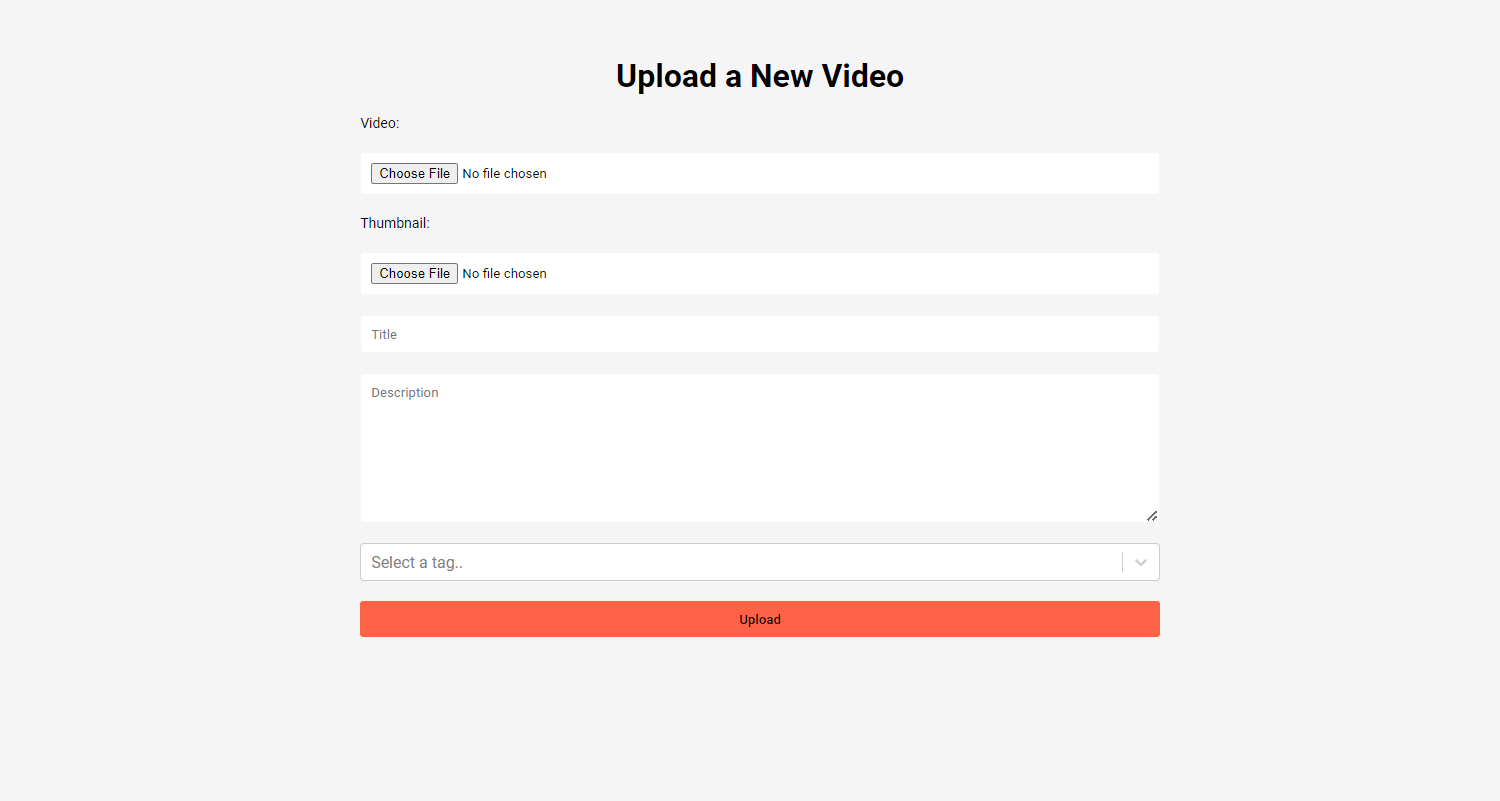 Upload a New Video
Video:
Choose File No file chosen
Thumbnail:
Choose File No file chosen
Title
Description
Select a tag..
Upload